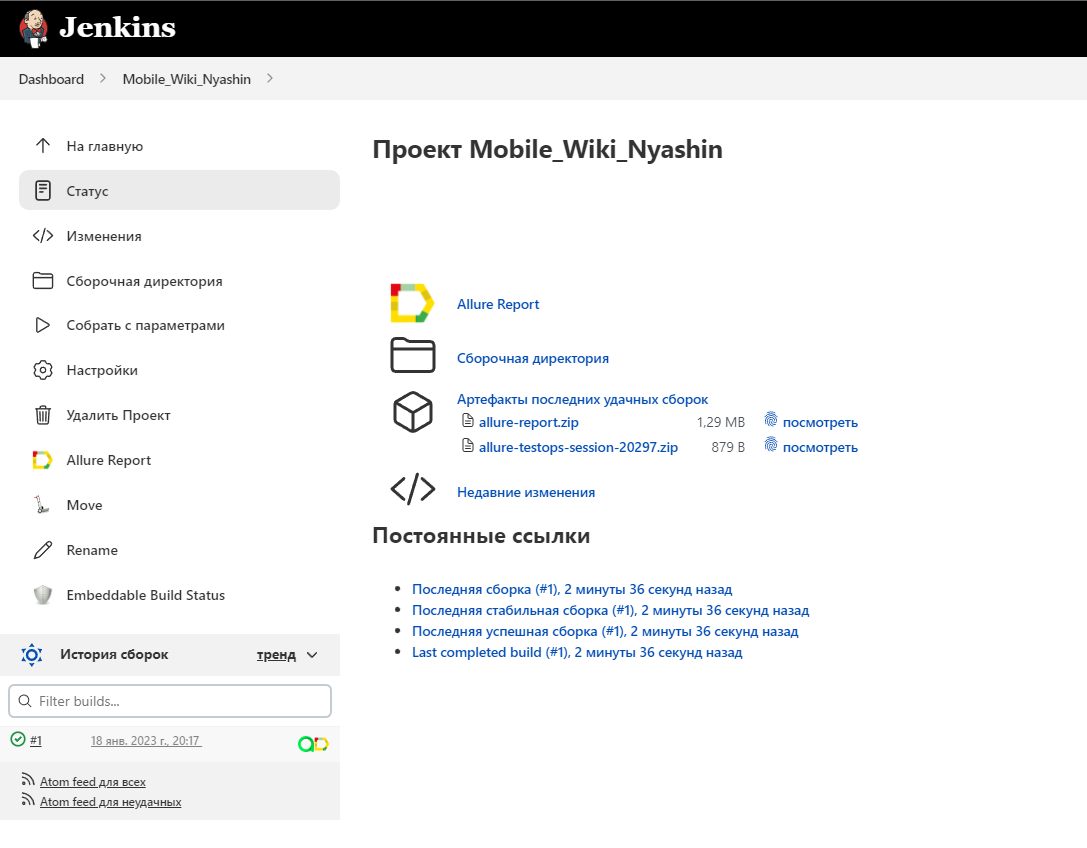 Jenkins
Dashboard
Mobile_Wiki_Nyashin
На главную
Статус
Изменения
Сборочная директория
Собрать с параметрами
Настройки
Удалить Проект
Allure Report
Move
Rename
Embeddable Build Status
История сборок тренд
Filter builds...
#1 18 янв. 2023 г., 20:17
Atom feed для всех
Atom feed для неудачных
Проект Mobile_Wiki_Nyashin
Allure Report
Сборочная директория
Артефакты последних удачных сборок
allure-report.zip 1,29 MB посмотреть
allure-testops-session-20297.zip 879 B посмотреть
Недавние изменения
Постоянные ссылки
Последняя сборка (#1), 2 минуты 36 секунд назад
Последняя стабильная сборка (#1), 2 минуты 36 секунд назад
Последняя успешная сборка (#1), 2 минуты 36 секунд назад
Last completed build (#1), 2 минуты 36 секунд назад